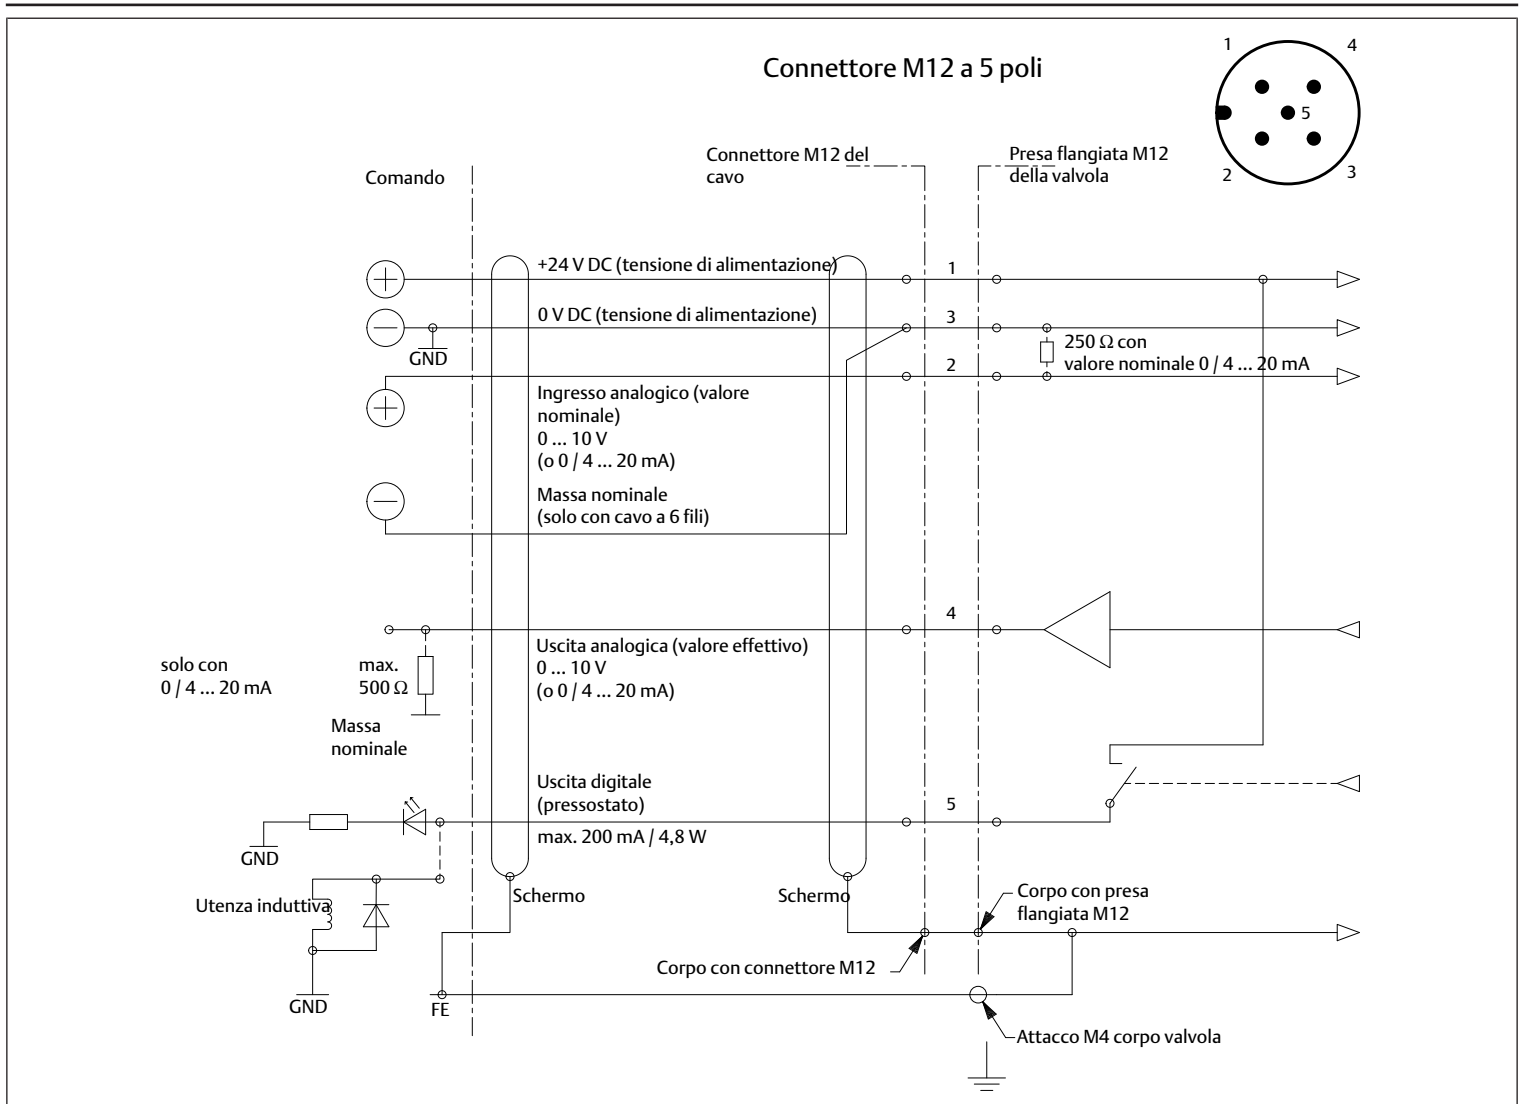 Connettore M12 a 5 poli
1
4
5
2
3
Comando
Connettore M12 del
cavo
Presa flangiata M12
della valvola
+24 V DC (tensione di alimentazione)
1
0 V DC (tensione di alimentazione)
3
GND
250 Ω con
valore nominale 0 / 4 ... 20 mA
2
Ingresso analogico (valore
nominale)
0 ... 10 V
(o 0 / 4 ... 20 mA)
Massa nominale
(solo con cavo a 6 fili)
4
Uscita analogica (valore effettivo)
0 ... 10 V
(o 0 / 4 ... 20 mA)
solo con
0 / 4 ... 20 mA
max.
500 Ω
Massa
nominale
Uscita digitale
(pressostato)
5
max. 200 mA / 4,8 W
GND
Utenza induttiva
Schermo
Schermo
Corpo con presa
flangiata M12
Corpo con connettore M12
GND
FE
Attacco M4 corpo valvola